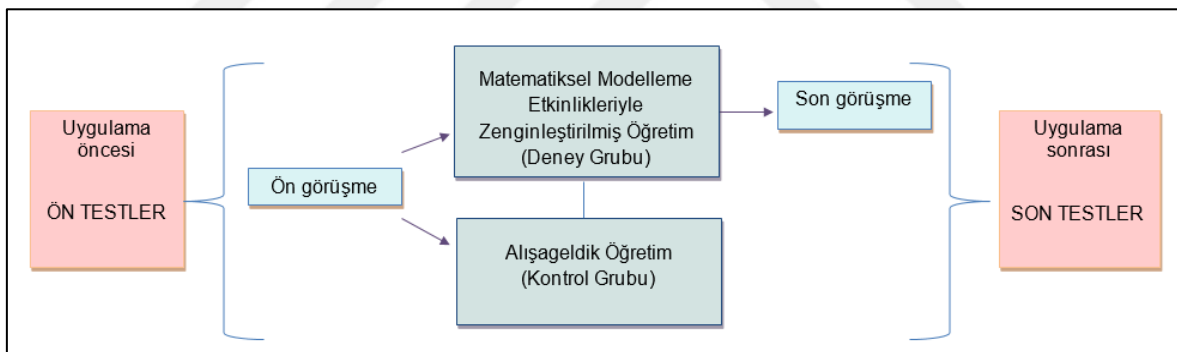 Uygulama
öncesi
ÖN TESTLER
Ön görüşme
Matematiksel Modelleme
Etkinlikleriyle
Zenginleştirilmiş Öğretim
(Deney Grubu)
Alışageldik Öğretim
(Kontrol Grubu)
Son görüşme
Uygulama
sonrası
SON TESTLER